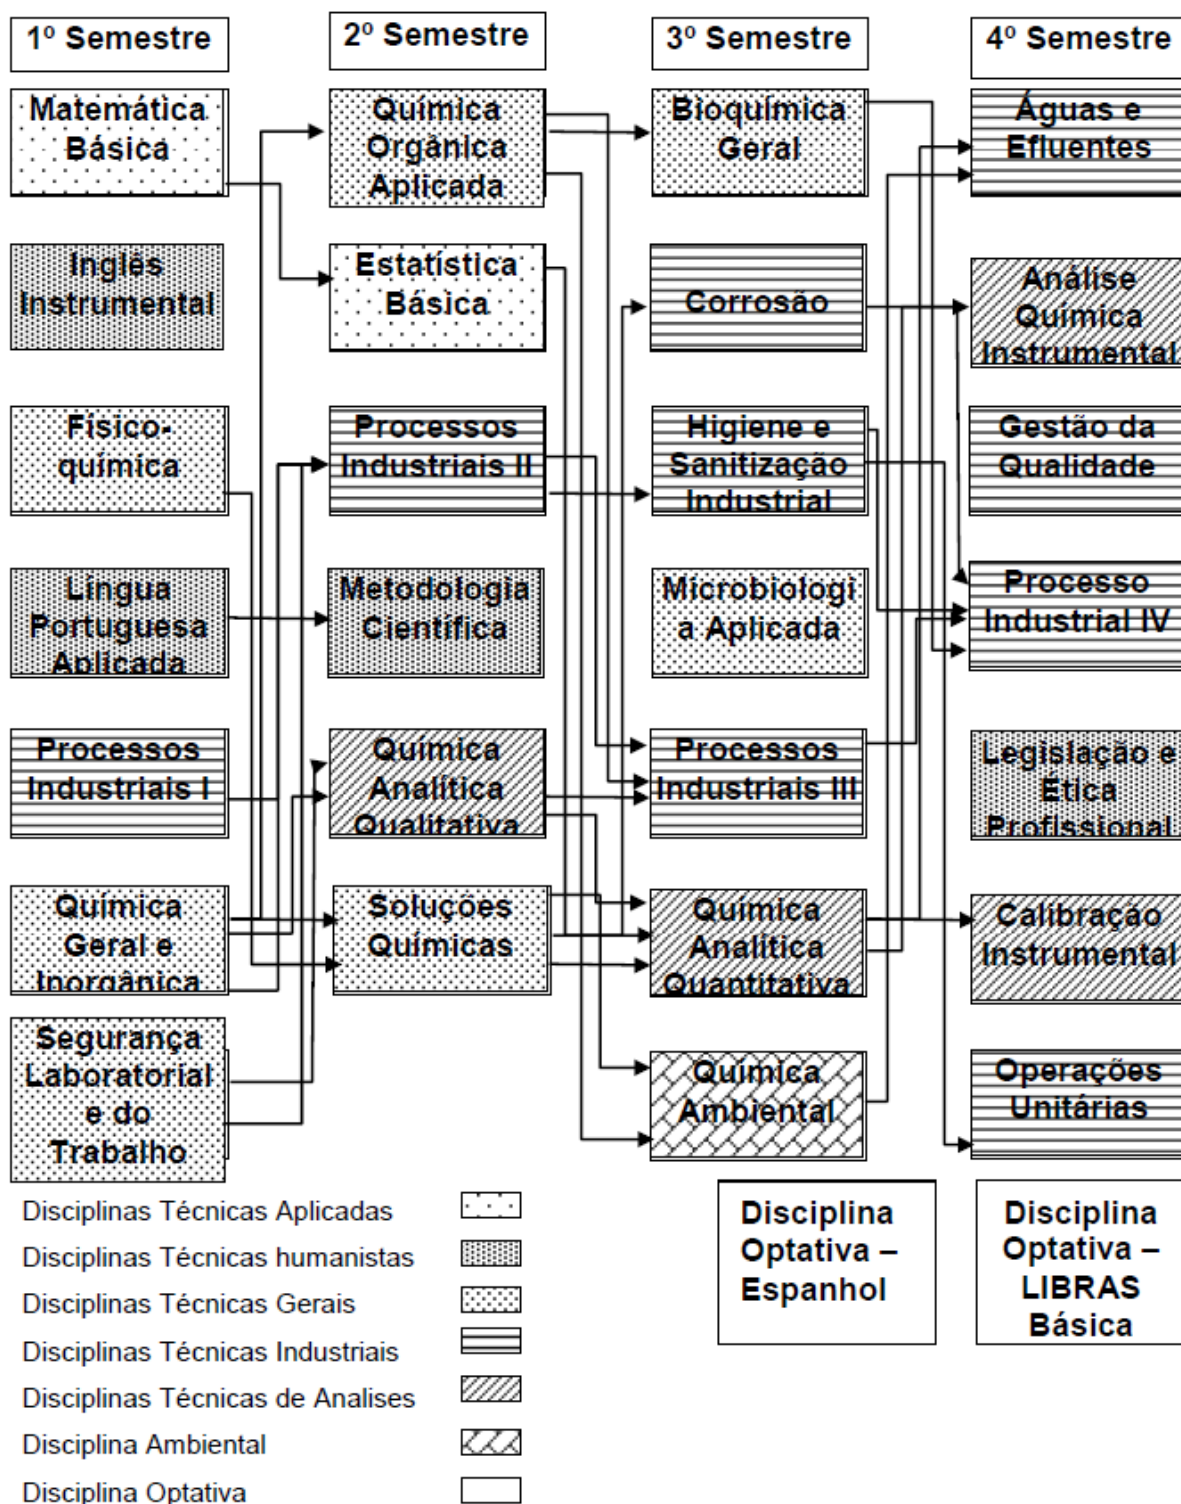 1º Semestre
2º Semestre
3º Semestre
4º Semestre
Matemática
Básica
Química
Orgânica
Aplicada
Bioquímica
Geral
Águas e
Efluentes
Inglês
Instrumental
Estatística
Básica
Corrosão
Análise
Química
Instrumental
Físico-
química
Processos
Industriais II
Higiene e
Sanitização
Industrial
Gestão da
Qualidade
Língua
Portuguesa
Aplicada
Metodologia
Científica
Microbiologi
a Aplicada
Processo
Industrial IV
Processos
Industriais I
Química
Analítica
Qualitativa
Processos
Industriais III
Legislação e
Ética
Profissional
Química
Geral e
Inorgânica
Soluções
Químicas
Química
Analítica
Quantitativa
Calibração
Instrumental
Segurança
Laboratorial
e do
Trabalho
Química
Ambiental
Operações
Unitárias
Disciplina
Optativa –
Espanhol
Disciplina
Optativa –
LIBRAS
Básica
Disciplinas Técnicas Aplicadas
Disciplinas Técnicas humanistas
Disciplinas Técnicas Gerais
Disciplinas Técnicas Industriais
Disciplinas Técnicas de Analises
Disciplina Ambiental
Disciplina Optativa